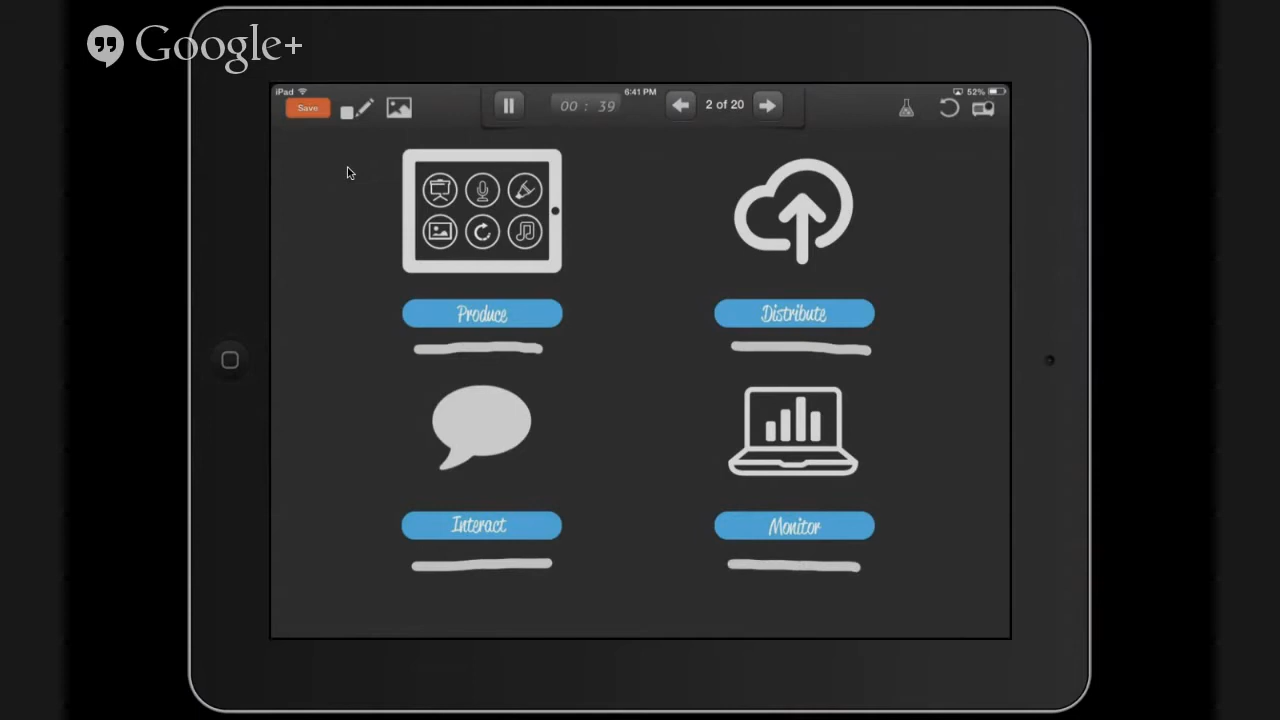 Google+
iPad
6:41 PM
52%
Save
00 : 39
2 of 20
Produce
Distribute
Interact
Monitor